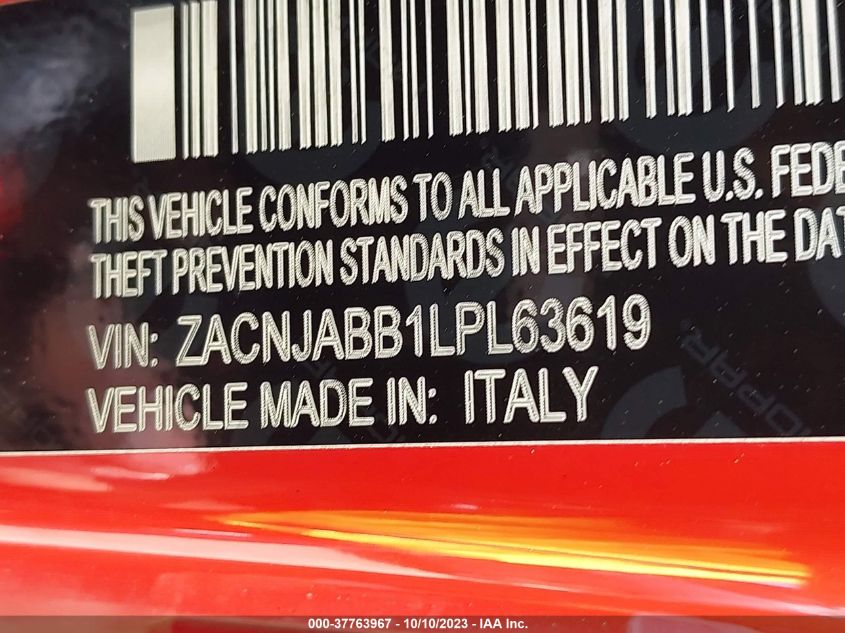 THIS VEHICLE CONFORMS TO ALL APPLICABLE U.S. FEDE
THEFT PREVENTION STANDARDS IN EFFECT ON THE DAT
VIN: ZACNJABB1LPL63619
VEHICLE MADE IN: ITALY
MOPAR
000-37763967 - 10/10/2023 - IAA Inc.